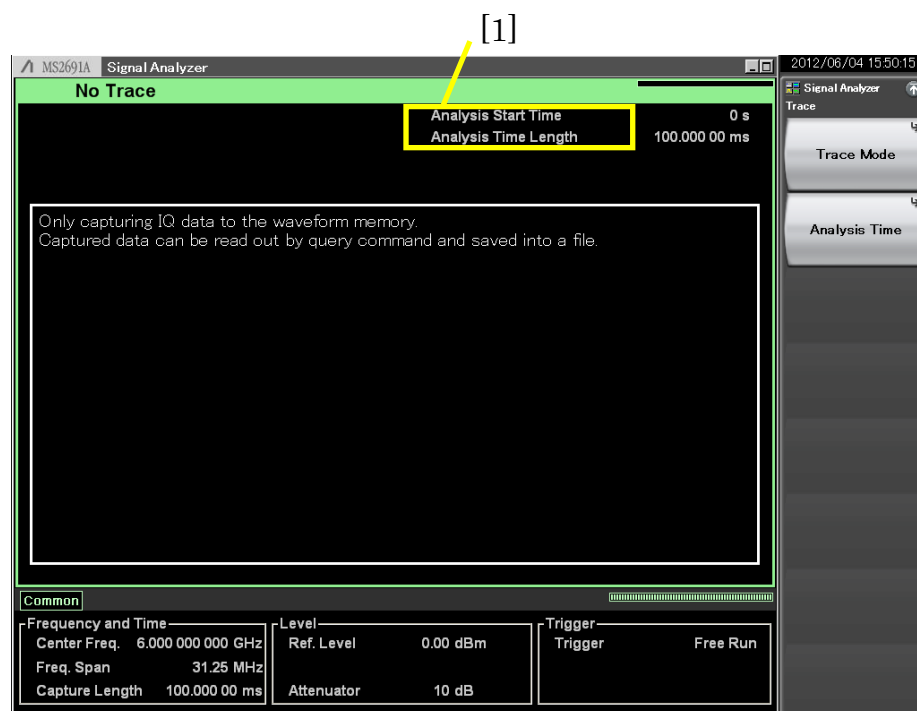 [1]
MS2691A Signal Analyzer
2012/06/04 15:50:15
No Trace
Signal Analyzer
Trace
Analysis Start Time 0 s
Analysis Time Length 100.000 00 ms
Trace Mode
Analysis Time
Only capturing IQ data to the waveform memory.
Captured data can be read out by query command and saved into a file.
Common
Frequency and Time
Center Freq. 6.000 000 000 GHz
Freq. Span 31.25 MHz
Capture Length 100.000 00 ms
Level
Ref. Level 0.00 dBm
Attenuator 10 dB
Trigger
Trigger Free Run